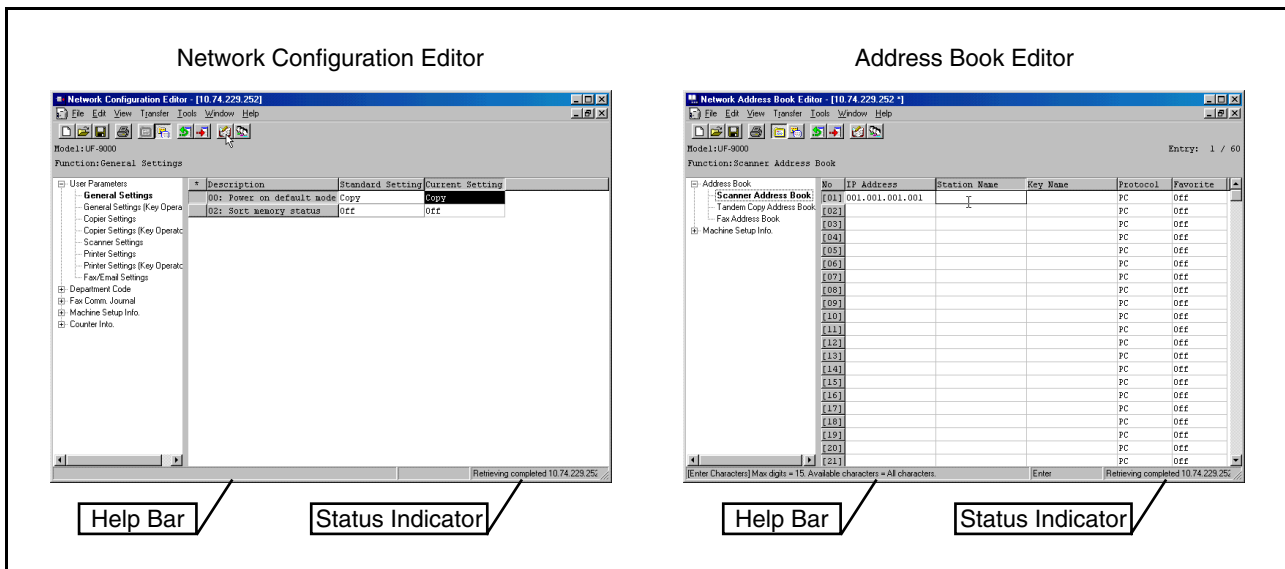 Network Configuration Editor
Network Configuration Editor - [10.74.229.252]
File Edit View Transfer Tools Window Help
Model:UF-9000
Function:General Settings
User Parameters
General Settings
General Settings (Key Opera
Copier Settings
Copier Settings (Key Operatc
Scanner Settings
Printer Settings
Printer Settings (Key Operatc
Fax/Email Settings
Department Code
Fax Comm. Journal
Machine Setup Info.
Counter Info.
* Description Standard Setting Current Setting
00: Power on default mode Copy Copy
02: Sort memory status Off Off
Retrieving completed 10.74.229.252
Help Bar
Status Indicator
Address Book Editor
Network Address Book Editor - [10.74.229.252 *]
File Edit View Transfer Tools Window Help
Model:UF-9000
Entry: 1 / 60
Function:Scanner Address Book
Address Book
Scanner Address Book
Tandem Copy Address Book
Fax Address Book
Machine Setup Info.
No IP Address Station Name Key Name Protocol Favorite
[01] 001.001.001.001 PC Off
[02] PC Off
[03] PC Off
[04] PC Off
[05] PC Off
[06] PC Off
[07] PC Off
[08] PC Off
[09] PC Off
[10] PC Off
[11] PC Off
[12] PC Off
[13] PC Off
[14] PC Off
[15] PC Off
[16] PC Off
[17] PC Off
[18] PC Off
[19] PC Off
[20] PC Off
[21] PC Off
[Enter Characters] Max digits = 15. Available characters = All characters.
Enter
Retrieving completed 10.74.229.252
Help Bar
Status Indicator